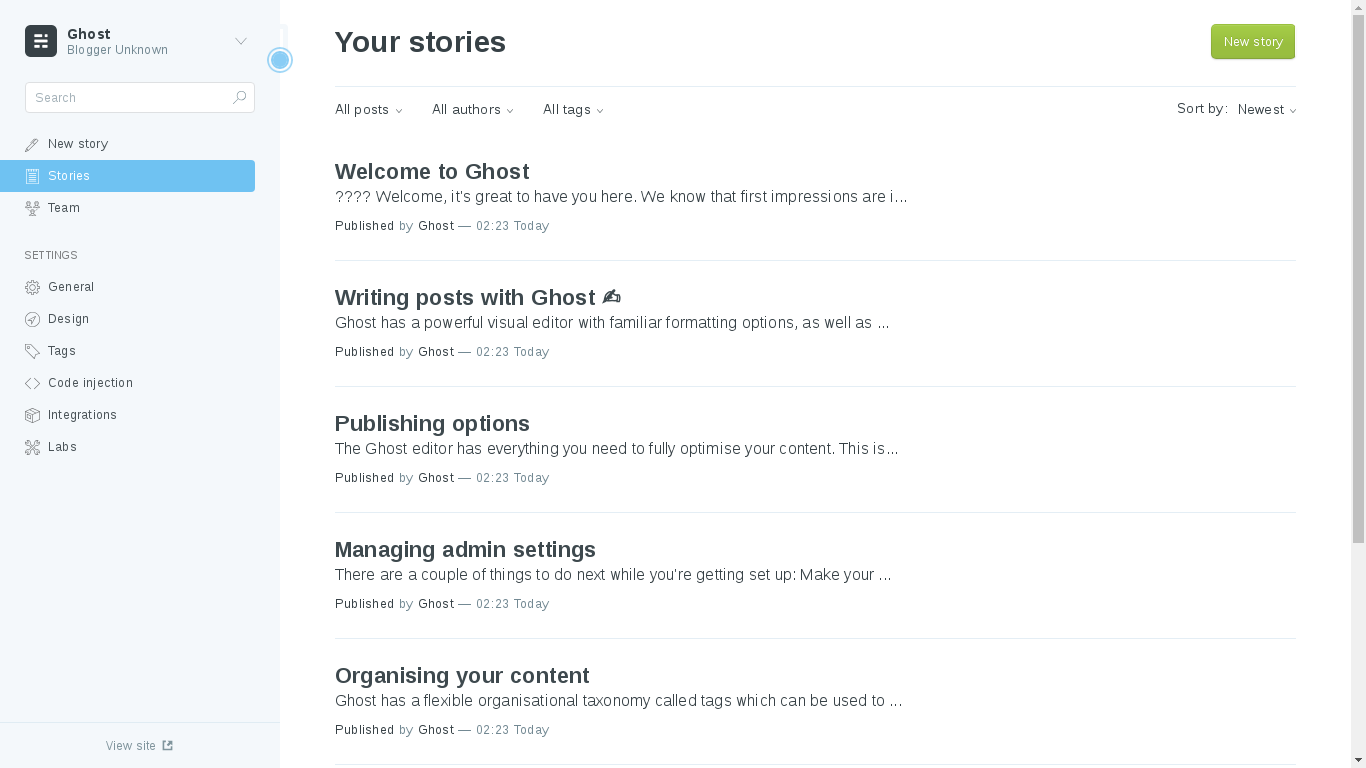 Ghost
Blogger Unknown
Search
New story
Stories
Team
SETTINGS
General
Design
Tags
Code injection
Integrations
Labs
View site
Your stories
New story
All posts All authors All tags Sort by: Newest
Welcome to Ghost
???? Welcome, it's great to have you here. We know that first impressions are i...
Published by Ghost — 02:23 Today
Writing posts with Ghost ✍
Ghost has a powerful visual editor with familiar formatting options, as well as ...
Published by Ghost — 02:23 Today
Publishing options
The Ghost editor has everything you need to fully optimise your content. This is...
Published by Ghost — 02:23 Today
Managing admin settings
There are a couple of things to do next while you're getting set up: Make your ...
Published by Ghost — 02:23 Today
Organising your content
Ghost has a flexible organisational taxonomy called tags which can be used to ...
Published by Ghost — 02:23 Today